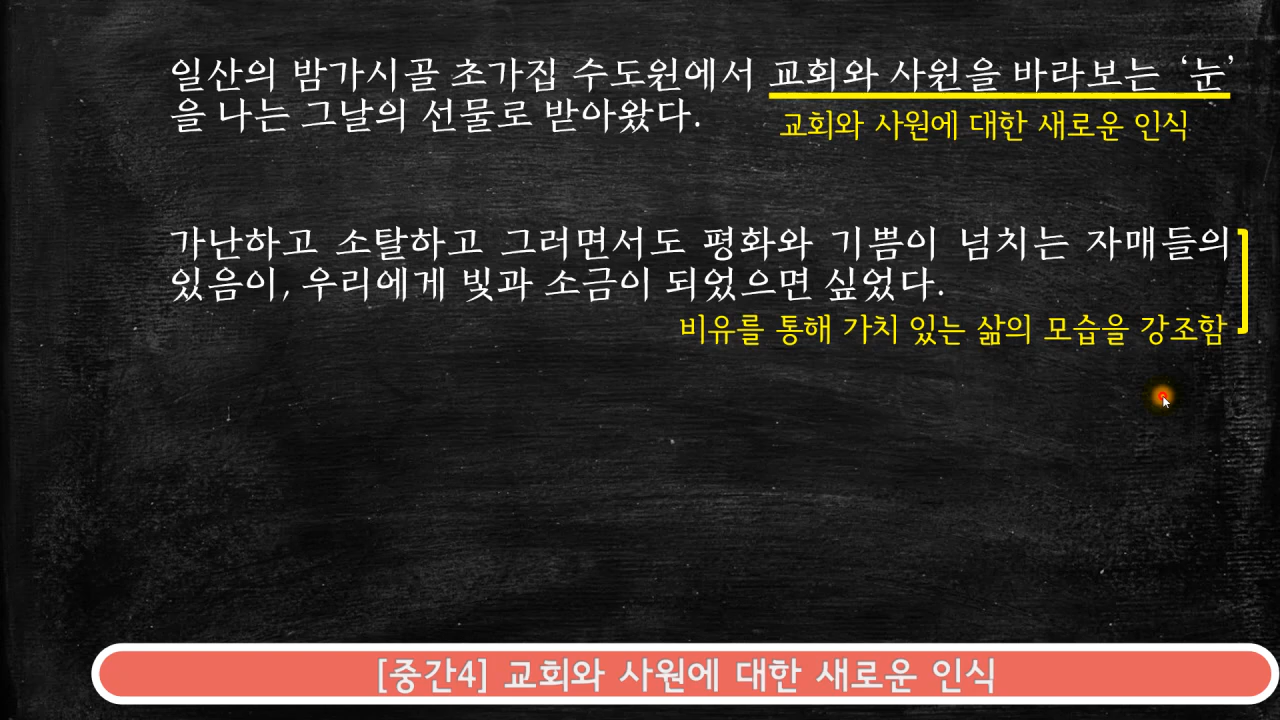 일산의 밤가시골 초가집 수도원에서 교회와 사원을 바라보는 ‘눈’
을 나는 그날의 선물로 받아왔다.
교회와 사원에 대한 새로운 인식
가난하고 소탈하고 그러면서도 평화와 기쁨이 넘치는 자매들의
있음이, 우리에게 빛과 소금이 되었으면 싶었다.
비유를 통해 가치 있는 삶의 모습을 강조함
[중간4] 교회와 사원에 대한 새로운 인식